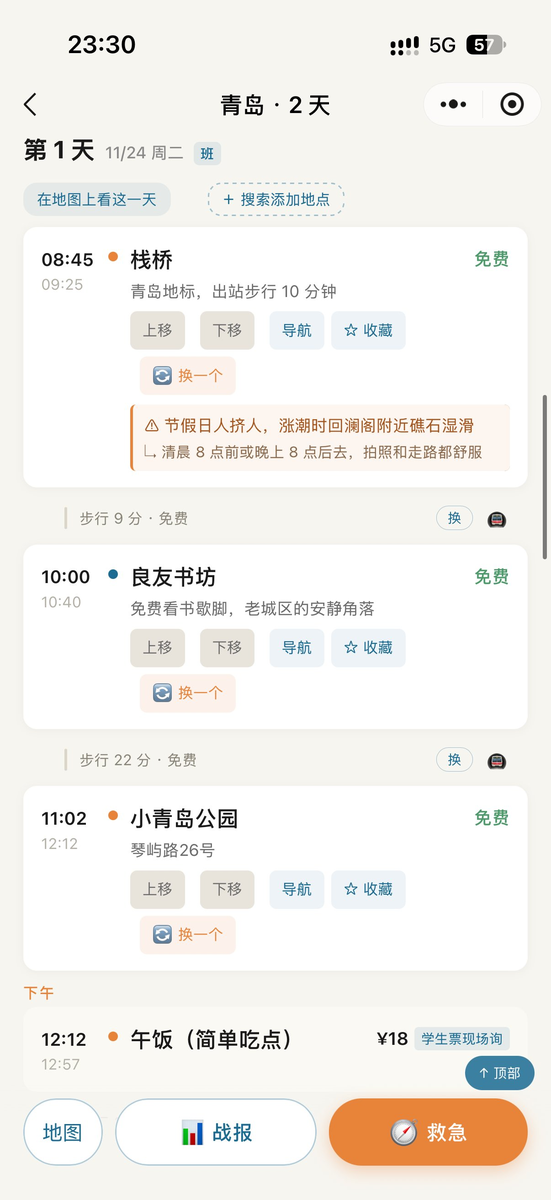 23:30 5G 57
青岛 · 2 天
第 1 天 11/24 周二 班
在地图上看这一天 + 搜索添加地点
08:45 栈桥 免费
09:25 青岛地标，出站步行 10 分钟
上移 下移 导航 ☆ 收藏
换一个
⚠ 节假日人挤人，涨潮时回澜阁附近礁石湿滑
清晨 8 点前或晚上 8 点后去，拍照和走路都舒服
步行 9 分 · 免费 换
10:00 良友书坊 免费
10:40 免费看书歇脚，老城区的安静角落
上移 下移 导航 ☆ 收藏
换一个
步行 22 分 · 免费 换
11:02 小青岛公园 免费
12:12 琴屿路26号
上移 下移 导航 ☆ 收藏
换一个
下午
12:12 午饭（简单吃点） ¥18 学生票现场询
12:57
↑ 顶部
地图 战报 救急